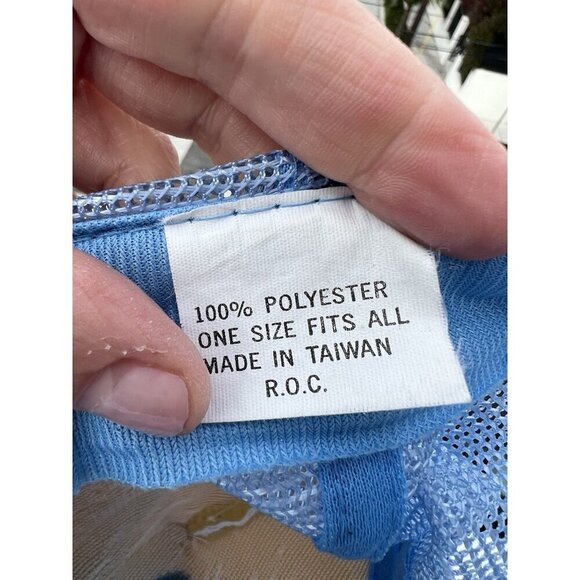 100% POLYESTER
ONE SIZE FITS ALL
MADE IN TAIWAN
R.O.C.